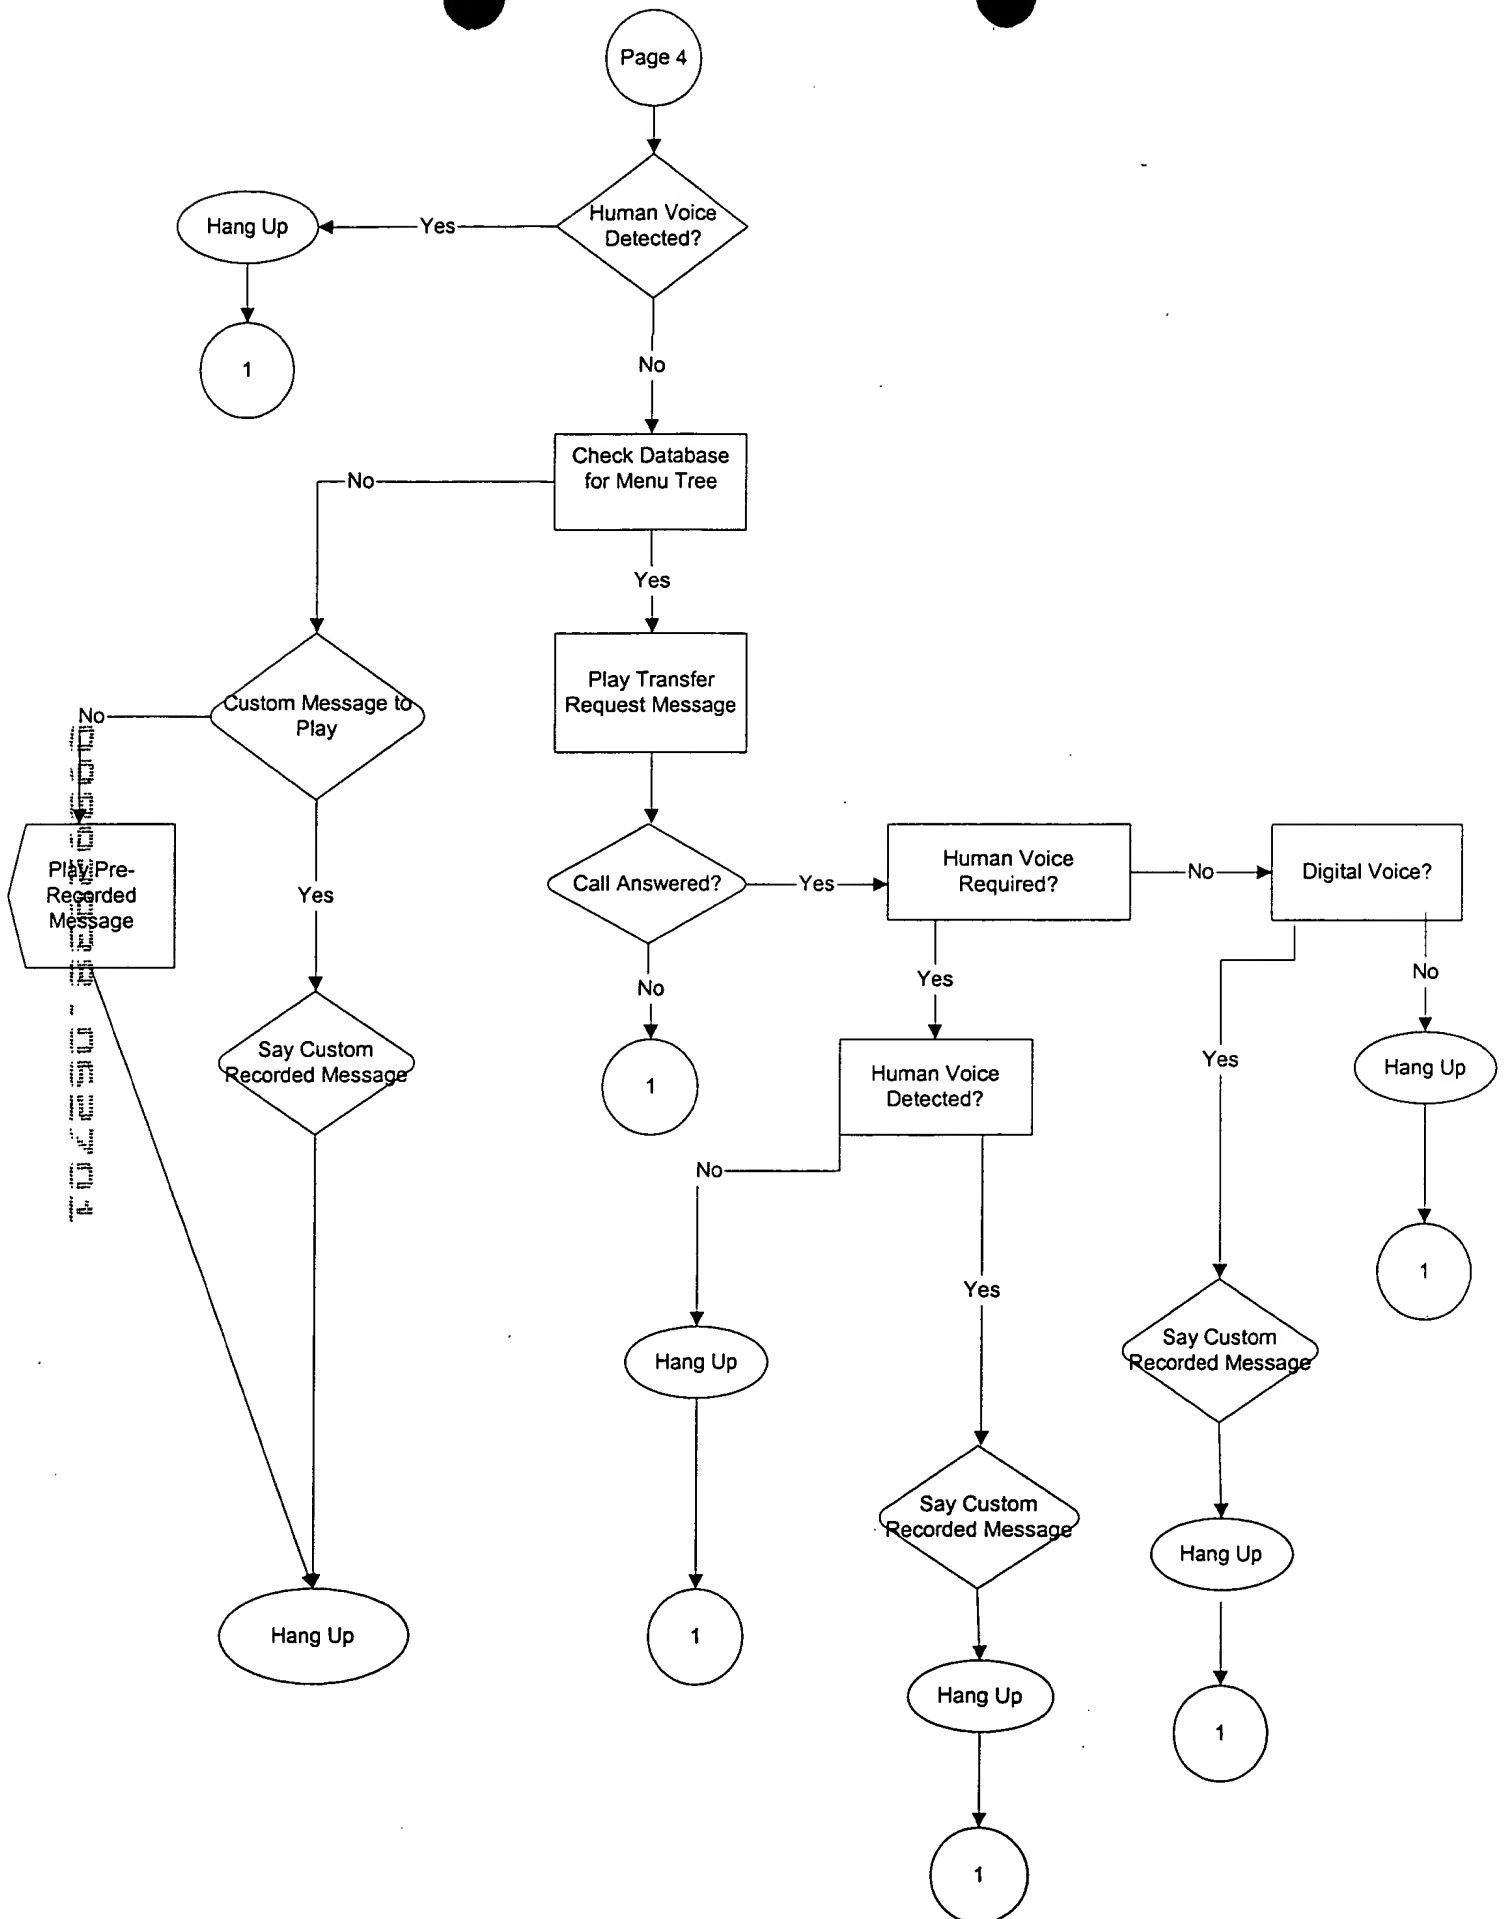 Page 4
Human Voice
Detected?
Yes
Hang Up
1
No
Check Database
for Menu Tree
No
Yes
Custom Message to
Play
No
Play Transfer
Request Message
Play Pre-
Recorded
Message
Yes
Call Answered?
Yes
Human Voice
Required?
No
Digital Voice?
No
1
Yes
Human Voice
Detected?
Yes
No
Hang Up
1
Say Custom
Recorded Message
No
Hang Up
1
Yes
Say Custom
Recorded Message
Hang Up
1
Say Custom
Recorded Message
Hang Up
1
Hang Up